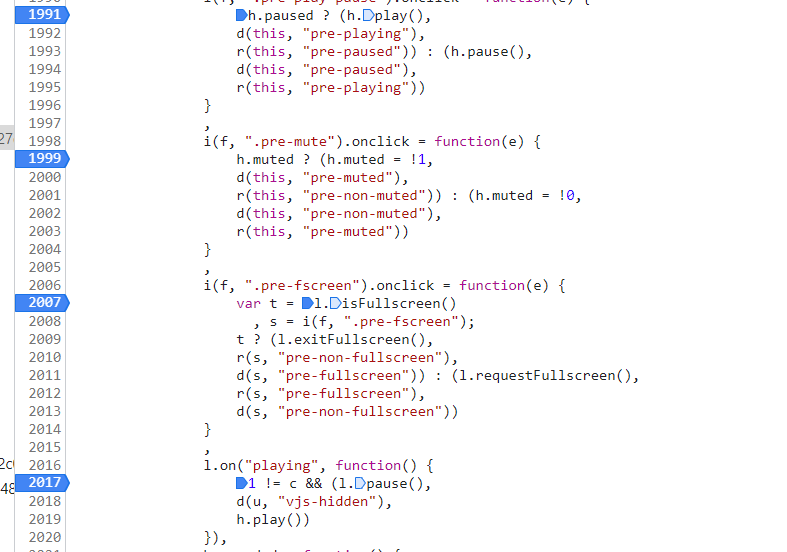 1990 i(f, ".pre-play-pause").onclick = function(e) {
1991 h.paused ? (h.play(),
1992 d(this, "pre-playing"),
1993 r(this, "pre-paused")) : (h.pause(),
1994 d(this, "pre-paused"),
1995 r(this, "pre-playing"))
1996 }
1997 ,
27
1998 i(f, ".pre-mute").onclick = function(e) {
1999 h.muted ? (h.muted = !1,
2000 d(this, "pre-muted"),
2001 r(this, "pre-non-muted")) : (h.muted = !0,
2002 d(this, "pre-non-muted"),
2003 r(this, "pre-muted"))
2004 }
2005 ,
2006 i(f, ".pre-fscreen").onclick = function(e) {
2007 var t = l.isFullscreen()
2008 , s = i(f, ".pre-fscreen");
2009 t ? (l.exitFullscreen(),
2010 r(s, "pre-non-fullscreen"),
2011 d(s, "pre-fullscreen")) : (l.requestFullscreen(),
2012 r(s, "pre-fullscreen"),
2013 d(s, "pre-non-fullscreen"))
2014 }
2015 ,
2016 l.on("playing", function() {
2017 1 != c && (l.pause(),
48
2018 d(u, "vjs-hidden"),
2019 h.play())
2020 }),